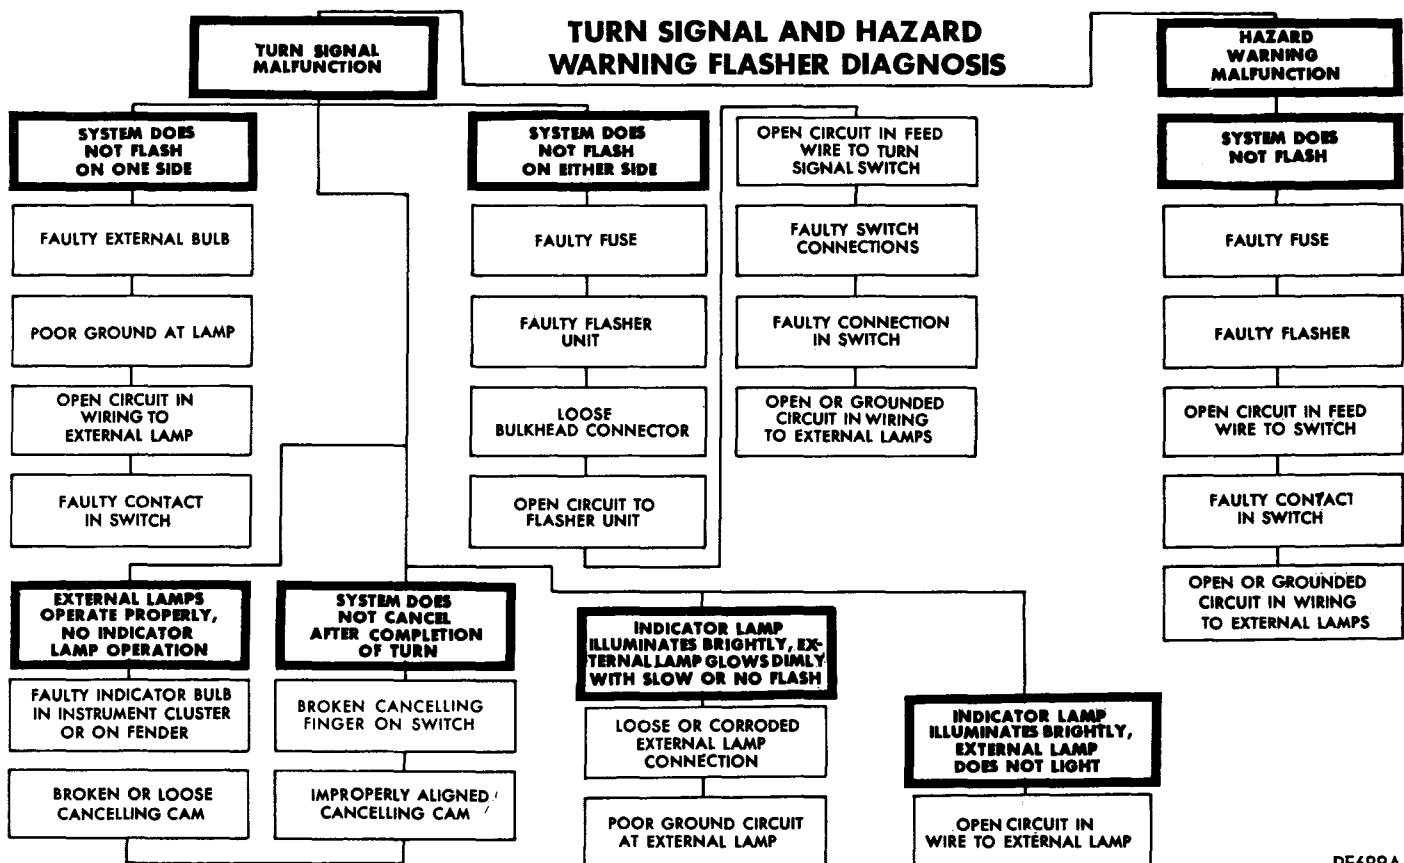 TURN SIGNAL AND HAZARD
WARNING FLASHER DIAGNOSIS
TURN SIGNAL
MALFUNCTION
HAZARD
WARNING
MALFUNCTION
SYSTEM DOES
NOT FLASH
ON ONE SIDE
FAULTY EXTERNAL BULB
POOR GROUND AT LAMP
OPEN CIRCUIT IN
WIRING TO
EXTERNAL LAMP
FAULTY CONTACT
IN SWITCH
SYSTEM DOES
NOT FLASH
ON EITHER SIDE
FAULTY FUSE
FAULTY FLASHER
UNIT
LOOSE
BULKHEAD CONNECTOR
OPEN CIRCUIT TO
FLASHER UNIT
OPEN CIRCUIT IN FEED
WIRE TO TURN
SIGNAL SWITCH
FAULTY SWITCH
CONNECTIONS
FAULTY CONNECTION
IN SWITCH
OPEN OR GROUNDED
CIRCUIT IN WIRING
TO EXTERNAL LAMPS
SYSTEM DOES
NOT FLASH
FAULTY FUSE
FAULTY FLASHER
OPEN CIRCUIT IN FEED
WIRE TO SWITCH
FAULTY CONTACT
IN SWITCH
OPEN OR GROUNDED
CIRCUIT IN WIRING
TO EXTERNAL LAMPS
EXTERNAL LAMPS
OPERATE PROPERLY,
NO INDICATOR
LAMP OPERATION
FAULTY INDICATOR BULB
IN INSTRUMENT CLUSTER
OR ON FENDER
BROKEN OR LOOSE
CANCELLING CAM
SYSTEM DOES
NOT CANCEL
AFTER COMPLETION
OF TURN
BROKEN CANCELLING
FINGER ON SWITCH
IMPROPERLY ALIGNED
CANCELLING CAM
INDICATOR LAMP
ILLUMINATES BRIGHTLY, EX-
TERNAL LAMP GLOWS DIMLY
WITH SLOW OR NO FLASH
LOOSE OR CORRODED
EXTERNAL LAMP
CONNECTION
POOR GROUND CIRCUIT
AT EXTERNAL LAMP
INDICATOR LAMP
ILLUMINATES BRIGHTLY,
EXTERNAL LAMP
DOES NOT LIGHT
OPEN CIRCUIT IN
WIRE TO EXTERNAL LAMP